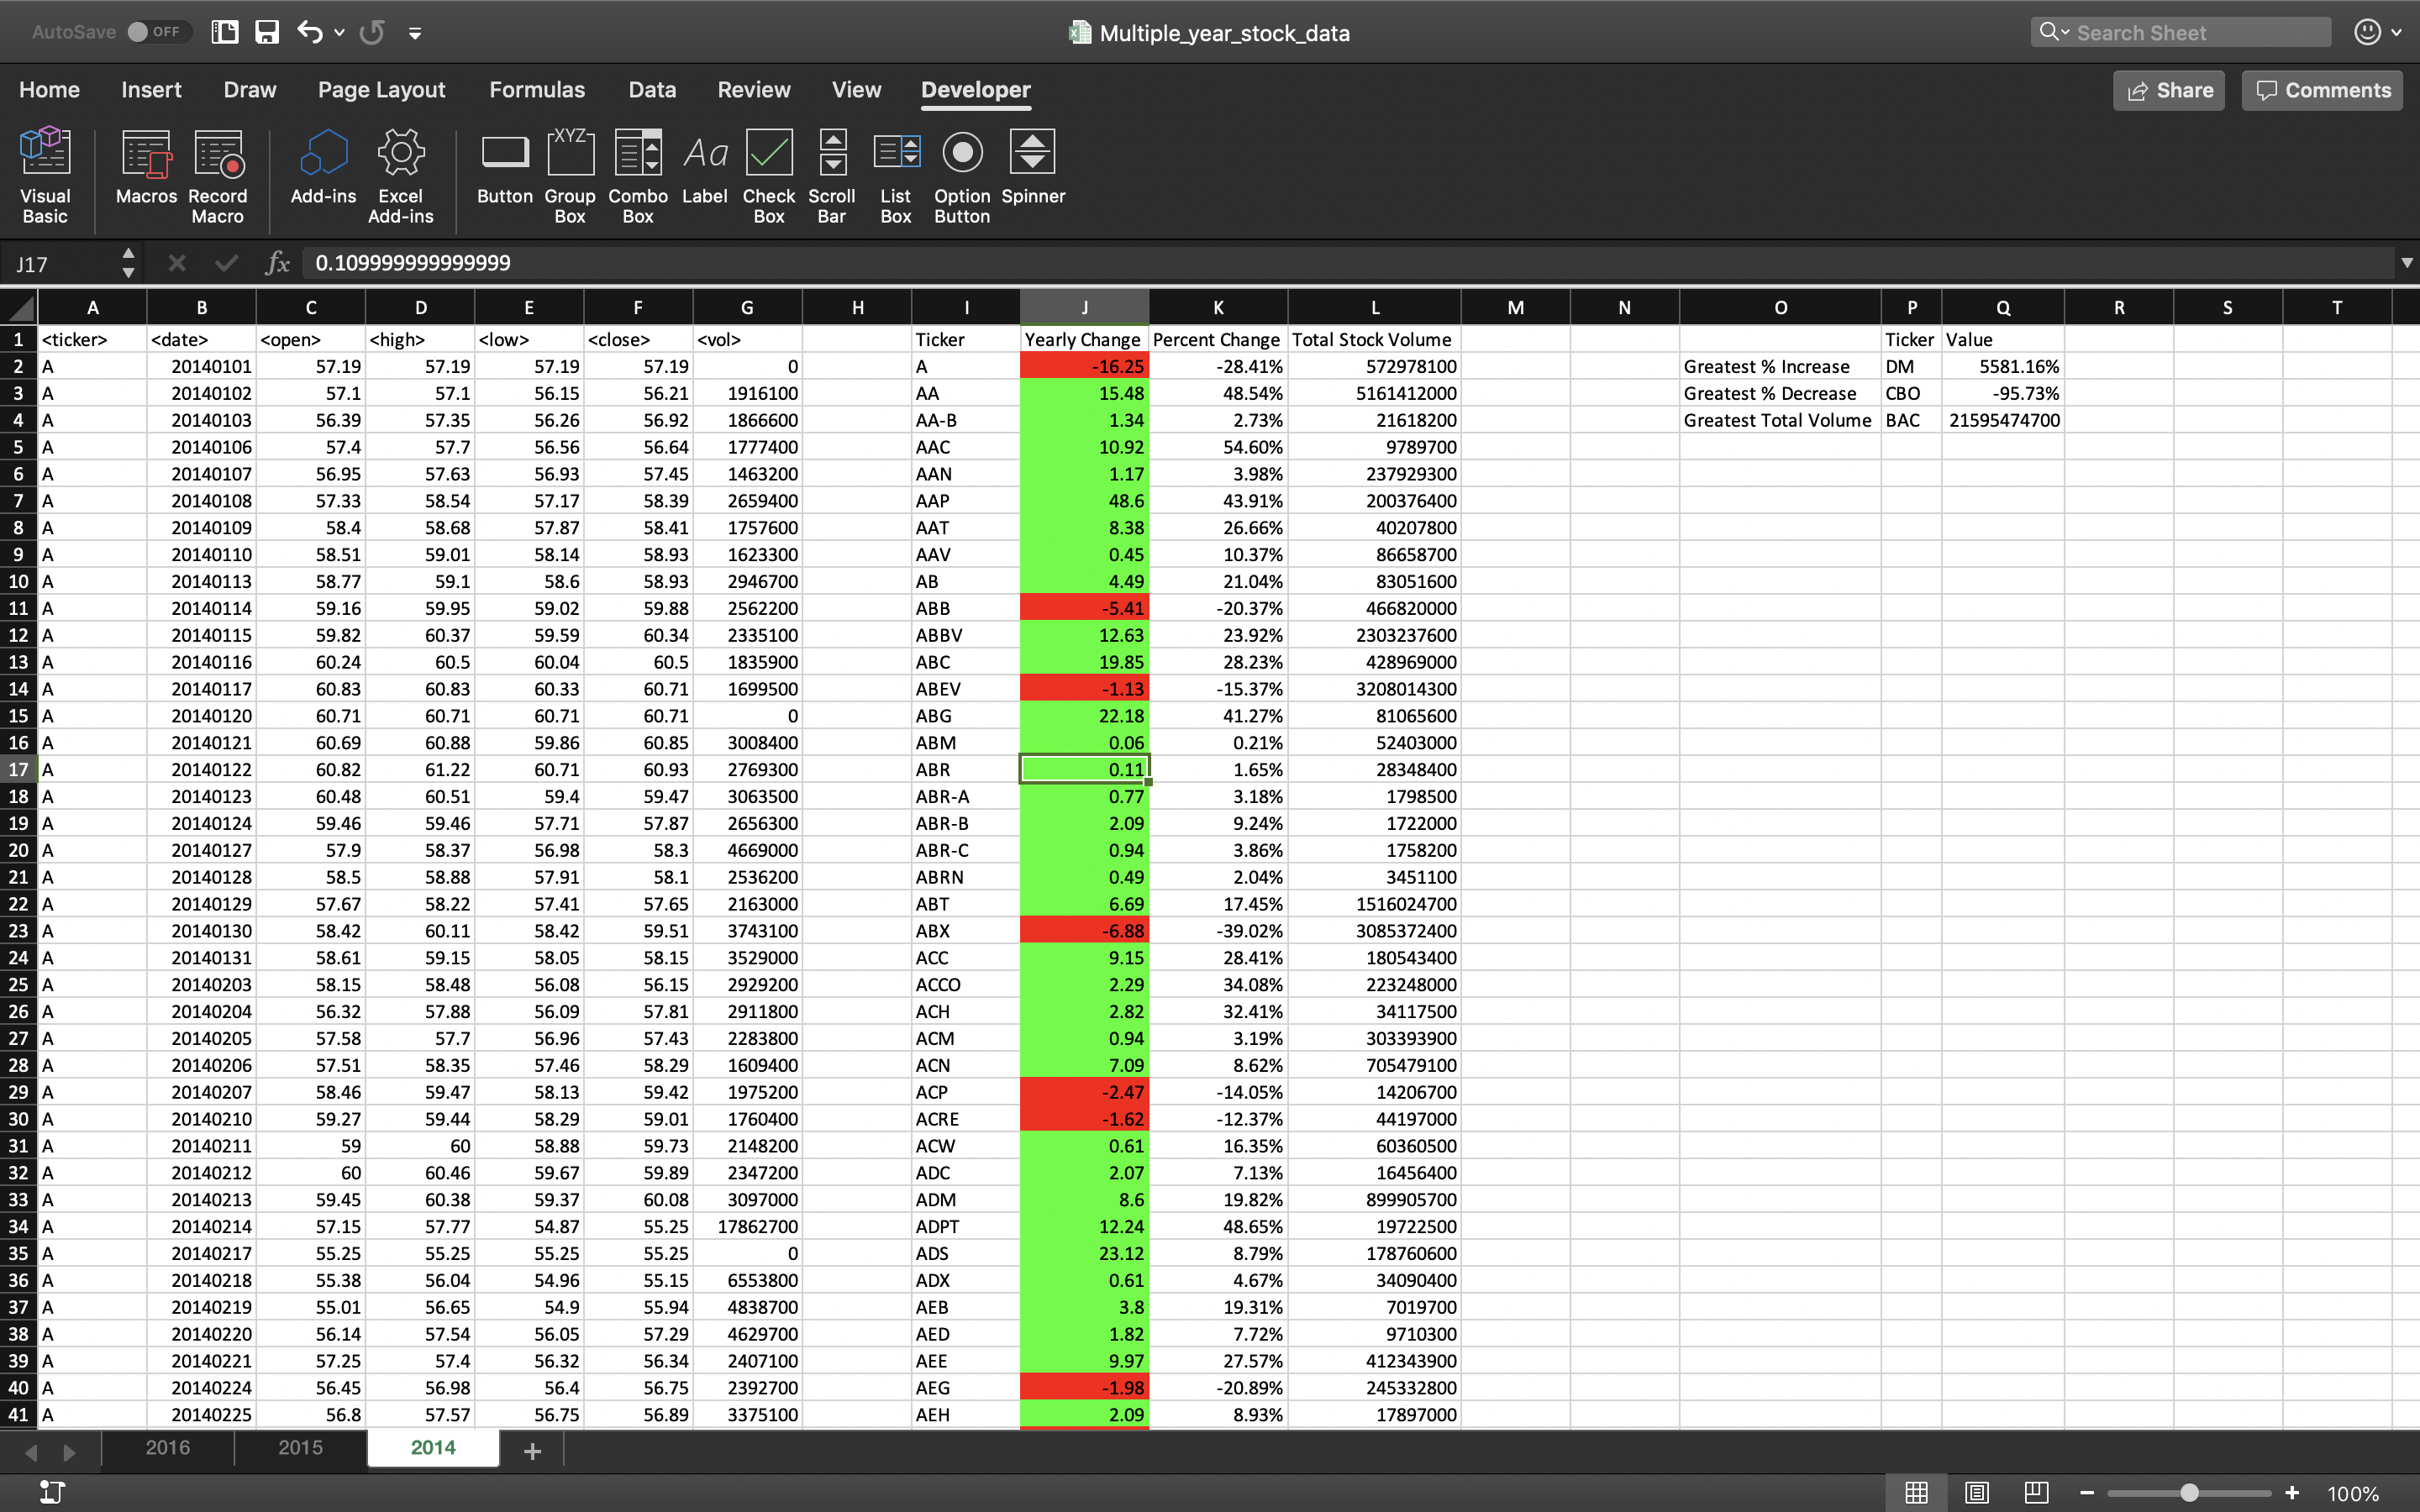 AutoSave OFF Multiple_year_stock_data Search Sheet
Home Insert Draw Page Layout Formulas Data Review View Developer Share Comments
Visual Basic Macros Record Macro Add-ins Excel Add-ins Button XYZ Group Box Combo Box Aa Label Check Box Scroll Bar List Box Option Button Spinner
J17 fx 0.109999999999999
A B C D E F G H I J K L M N O P Q R S T
1 <ticker> <date> <open> <high> <low> <close> <vol> Ticker Yearly Change Percent Change Total Stock Volume Ticker Value
2 A 20140101 57.19 57.19 57.19 57.19 0 A -16.25 -28.41% 572978100 Greatest % Increase DM 5581.16%
3 A 20140102 57.1 57.1 56.15 56.21 1916100 AA 15.48 48.54% 5161412000 Greatest % Decrease CBO -95.73%
4 A 20140103 56.39 57.35 56.26 56.92 1866600 AA-B 1.34 2.73% 21618200 Greatest Total Volume BAC 21595474700
5 A 20140106 57.4 57.7 56.56 56.64 1777400 AAC 10.92 54.60% 9789700
6 A 20140107 56.95 57.63 56.93 57.45 1463200 AAN 1.17 3.98% 237929300
7 A 20140108 57.33 58.54 57.17 58.39 2659400 AAP 48.6 43.91% 200376400
8 A 20140109 58.4 58.68 57.87 58.41 1757600 AAT 8.38 26.66% 40207800
9 A 20140110 58.51 59.01 58.14 58.93 1623300 AAV 0.45 10.37% 86658700
10 A 20140113 58.77 59.1 58.6 58.93 2946700 AB 4.49 21.04% 83051600
11 A 20140114 59.16 59.95 59.02 59.88 2562200 ABB -5.41 -20.37% 466820000
12 A 20140115 59.82 60.37 59.59 60.34 2335100 ABBV 12.63 23.92% 2303237600
13 A 20140116 60.24 60.5 60.04 60.5 1835900 ABC 19.85 28.23% 428969000
14 A 20140117 60.83 60.83 60.33 60.71 1699500 ABEV -1.13 -15.37% 3208014300
15 A 20140120 60.71 60.71 60.71 60.71 0 ABG 22.18 41.27% 81065600
16 A 20140121 60.69 60.88 59.86 60.85 3008400 ABM 0.06 0.21% 52403000
17 A 20140122 60.82 61.22 60.71 60.93 2769300 ABR 0.11 1.65% 28348400
18 A 20140123 60.48 60.51 59.4 59.47 3063500 ABR-A 0.77 3.18% 1798500
19 A 20140124 59.46 59.46 57.71 57.87 2656300 ABR-B 2.09 9.24% 1722000
20 A 20140127 57.9 58.37 56.98 58.3 4669000 ABR-C 0.94 3.86% 1758200
21 A 20140128 58.5 58.88 57.91 58.1 2536200 ABRN 0.49 2.04% 3451100
22 A 20140129 57.67 58.22 57.41 57.65 2163000 ABT 6.69 17.45% 1516024700
23 A 20140130 58.42 60.11 58.42 59.51 3743100 ABX -6.88 -39.02% 3085372400
24 A 20140131 58.61 59.15 58.05 58.15 3529000 ACC 9.15 28.41% 180543400
25 A 20140203 58.15 58.48 56.08 56.15 2929200 ACCO 2.29 34.08% 223248000
26 A 20140204 56.32 57.88 56.09 57.81 2911800 ACH 2.82 32.41% 34117500
27 A 20140205 57.58 57.7 56.96 57.43 2283800 ACM 0.94 3.19% 303393900
28 A 20140206 57.51 58.35 57.46 58.29 1609400 ACN 7.09 8.62% 705479100
29 A 20140207 58.46 59.47 58.13 59.42 1975200 ACP -2.47 -14.05% 14206700
30 A 20140210 59.27 59.44 58.29 59.01 1760400 ACRE -1.62 -12.37% 44197000
31 A 20140211 59 60 58.88 59.73 2148200 ACW 0.61 16.35% 60360500
32 A 20140212 60 60.46 59.67 59.89 2347200 ADC 2.07 7.13% 16456400
33 A 20140213 59.45 60.38 59.37 60.08 3097000 ADM 8.6 19.82% 899905700
34 A 20140214 57.15 57.77 54.87 55.25 17862700 ADPT 12.24 48.65% 19722500
35 A 20140217 55.25 55.25 55.25 55.25 0 ADS 23.12 8.79% 178760600
36 A 20140218 55.38 56.04 54.96 55.15 6553800 ADX 0.61 4.67% 34090400
37 A 20140219 55.01 56.65 54.9 55.94 4838700 AEB 3.8 19.31% 7019700
38 A 20140220 56.14 57.54 56.05 57.29 4629700 AED 1.82 7.72% 9710300
39 A 20140221 57.25 57.4 56.32 56.34 2407100 AEE 9.97 27.57% 412343900
40 A 20140224 56.45 56.98 56.4 56.75 2392700 AEG -1.98 -20.89% 245332800
41 A 20140225 56.8 57.57 56.75 56.89 3375100 AEH 2.09 8.93% 17897000
2016 2015 2014 +
100%